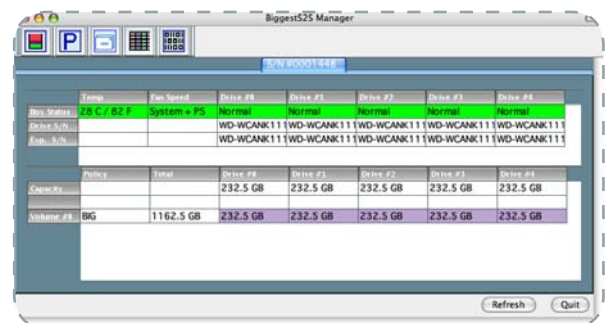 BiggestS2S Manager
P
S/N #0001448
Temp Fan Speed Drive #0 Drive #1 Drive #2 Drive #3 Drive #4
Box Status 28 C / 82 F System + PS Normal Normal Normal Normal Normal
Drive S/N WD-WCANK111 WD-WCANK111 WD-WCANK111 WD-WCANK111 WD-WCANK111
Exp. S/N WD-WCANK111 WD-WCANK111 WD-WCANK111 WD-WCANK111 WD-WCANK111
Policy Total Drive #0 Drive #1 Drive #2 Drive #3 Drive #4
Capacity 232.5 GB 232.5 GB 232.5 GB 232.5 GB 232.5 GB
Volume #0 BIG 1162.5 GB 232.5 GB 232.5 GB 232.5 GB 232.5 GB 232.5 GB
Refresh Quit